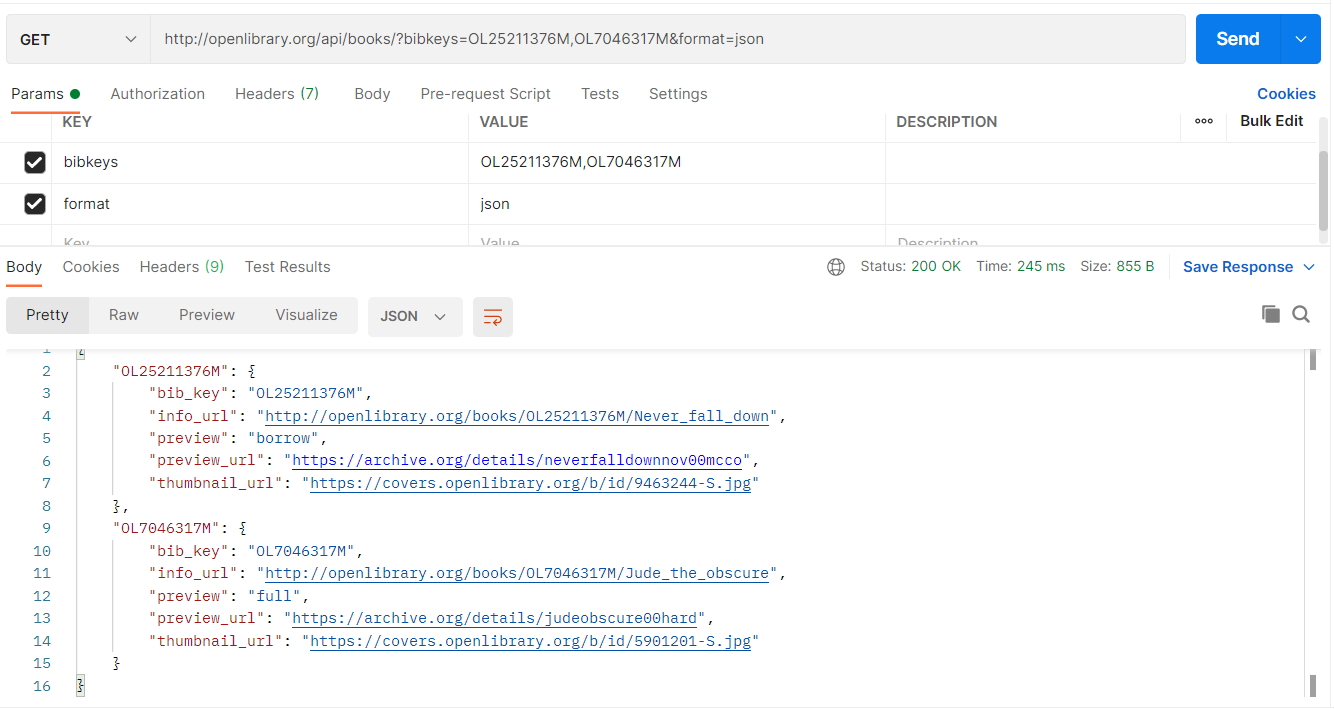 GET http://openlibrary.org/api/books/?bibkeys=OL25211376M,OL7046317M&format=json Send
Params Authorization Headers (7) Body Pre-request Script Tests Settings Cookies
KEY VALUE DESCRIPTION ooo Bulk Edit
bibkeys OL25211376M,OL7046317M
format json
Key Value Description
Body Cookies Headers (9) Test Results Status: 200 OK Time: 245 ms Size: 855 B Save Response
Pretty Raw Preview Visualize JSON
1 {
2 "OL25211376M": {
3 "bib_key": "OL25211376M",
4 "info_url": "http://openlibrary.org/books/OL25211376M/Never_fall_down",
5 "preview": "borrow",
6 "preview_url": "https://archive.org/details/neverfalldownnov00mcco",
7 "thumbnail_url": "https://covers.openlibrary.org/b/id/9463244-S.jpg"
8 },
9 "OL7046317M": {
10 "bib_key": "OL7046317M",
11 "info_url": "http://openlibrary.org/books/OL7046317M/Jude_the_obscure",
12 "preview": "full",
13 "preview_url": "https://archive.org/details/judeobscure00hard",
14 "thumbnail_url": "https://covers.openlibrary.org/b/id/5901201-S.jpg"
15 }
16 }